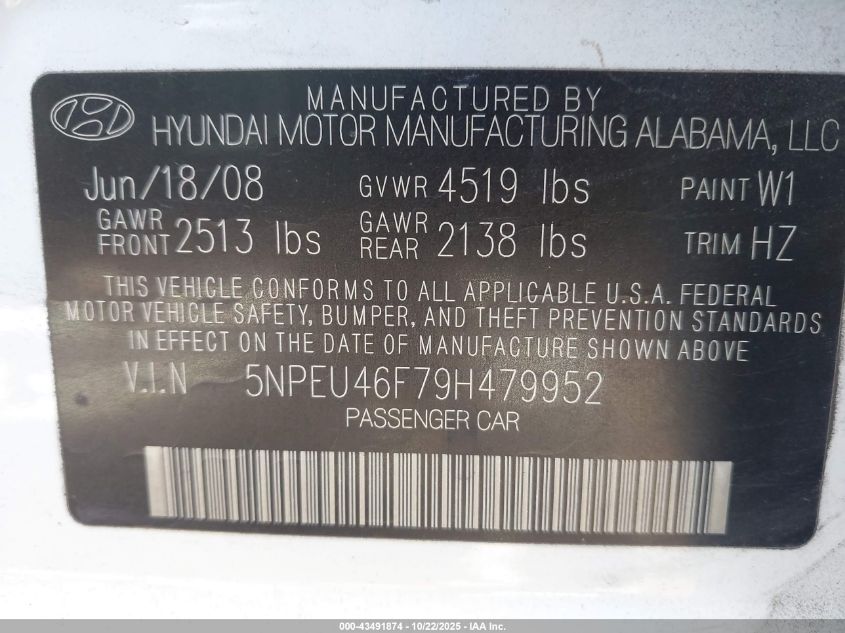 MANUFACTURED BY
HYUNDAI MOTOR MANUFACTURING ALABAMA, LLC
Jun/18/08 GVWR 4519 lbs PAINT W1
GAWR FRONT 2513 lbs GAWR REAR 2138 lbs TRIM HZ
THIS VEHICLE CONFORMS TO ALL APPLICABLE U.S.A. FEDERAL
MOTOR VEHICLE SAFETY, BUMPER, AND THEFT PREVENTION STANDARDS
IN EFFECT ON THE DATE OF MANUFACTURE SHOWN ABOVE.
V.I.N 5NPEU46F79H479952
PASSENGER CAR
000-43491874 - 10/22/2025 - IAA Inc.